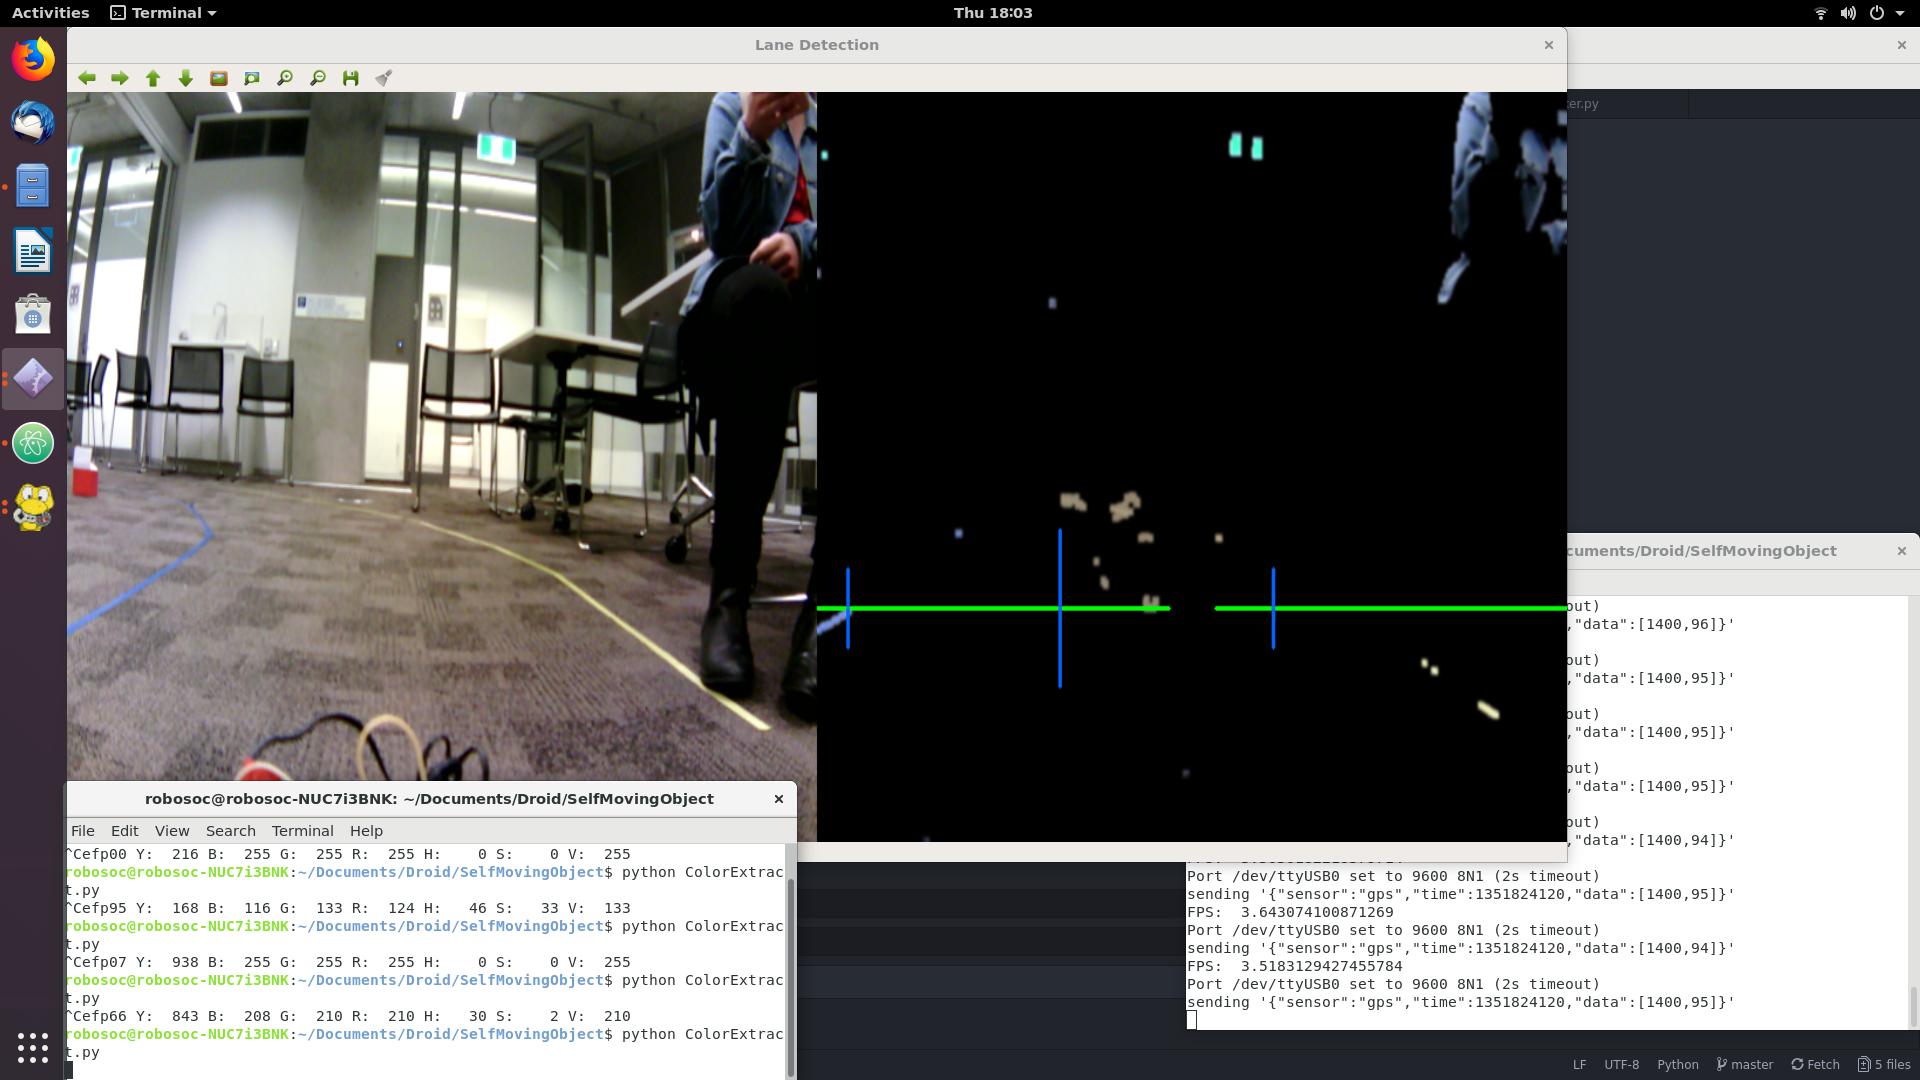 Activities Terminal Thu 18:03
Lane Detection
ter.py
robosoc@robosoc-NUC7i3BNK: ~/Documents/Droid/SelfMovingObject
File Edit View Search Terminal Help
^Cefp00 Y: 216 B: 255 G: 255 R: 255 H: 0 S: 0 V: 255
robosoc@robosoc-NUC7i3BNK:~/Documents/Droid/SelfMovingObject$ python ColorExtrac
t.py
^Cefp95 Y: 168 B: 116 G: 133 R: 124 H: 46 S: 33 V: 133
robosoc@robosoc-NUC7i3BNK:~/Documents/Droid/SelfMovingObject$ python ColorExtrac
t.py
^Cefp07 Y: 938 B: 255 G: 255 R: 255 H: 0 S: 0 V: 255
robosoc@robosoc-NUC7i3BNK:~/Documents/Droid/SelfMovingObject$ python ColorExtrac
t.py
^Cefp66 Y: 843 B: 208 G: 210 R: 210 H: 30 S: 2 V: 210
robosoc@robosoc-NUC7i3BNK:~/Documents/Droid/SelfMovingObject$ python ColorExtrac
t.py
cuments/Droid/SelfMovingObject
out)
,"data":[1400,96]}'
out)
,"data":[1400,95]}'
out)
,"data":[1400,95]}'
out)
,"data":[1400,95]}'
out)
,"data":[1400,94]}'
Port /dev/ttyUSB0 set to 9600 8N1 (2s timeout)
sending '{"sensor":"gps","time":1351824120,"data":[1400,95]}'
FPS: 3.643074100871269
Port /dev/ttyUSB0 set to 9600 8N1 (2s timeout)
sending '{"sensor":"gps","time":1351824120,"data":[1400,94]}'
FPS: 3.5183129427455784
Port /dev/ttyUSB0 set to 9600 8N1 (2s timeout)
sending '{"sensor":"gps","time":1351824120,"data":[1400,95]}'
LF UTF-8 Python master Fetch 5 files